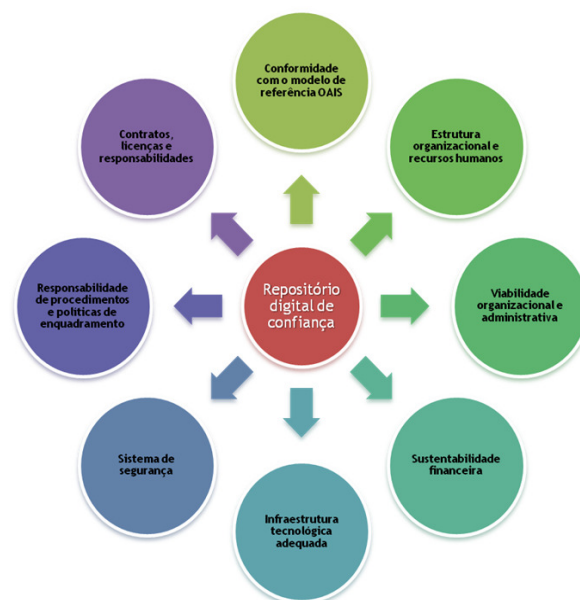 Conformidade
com o modelo de
referência OAIS
Estrutura
organizacional e
recursos humanos
Viabilidade
organizacional e
administrativa
Sustentabilidade
financeira
Infraestrutura
tecnológica
adequada
Sistema de
segurança
Responsabilidade
de procedimentos
e políticas de
enquadramento
Contratos,
licenças e
responsabilidades
Repositório
digital de
confiança